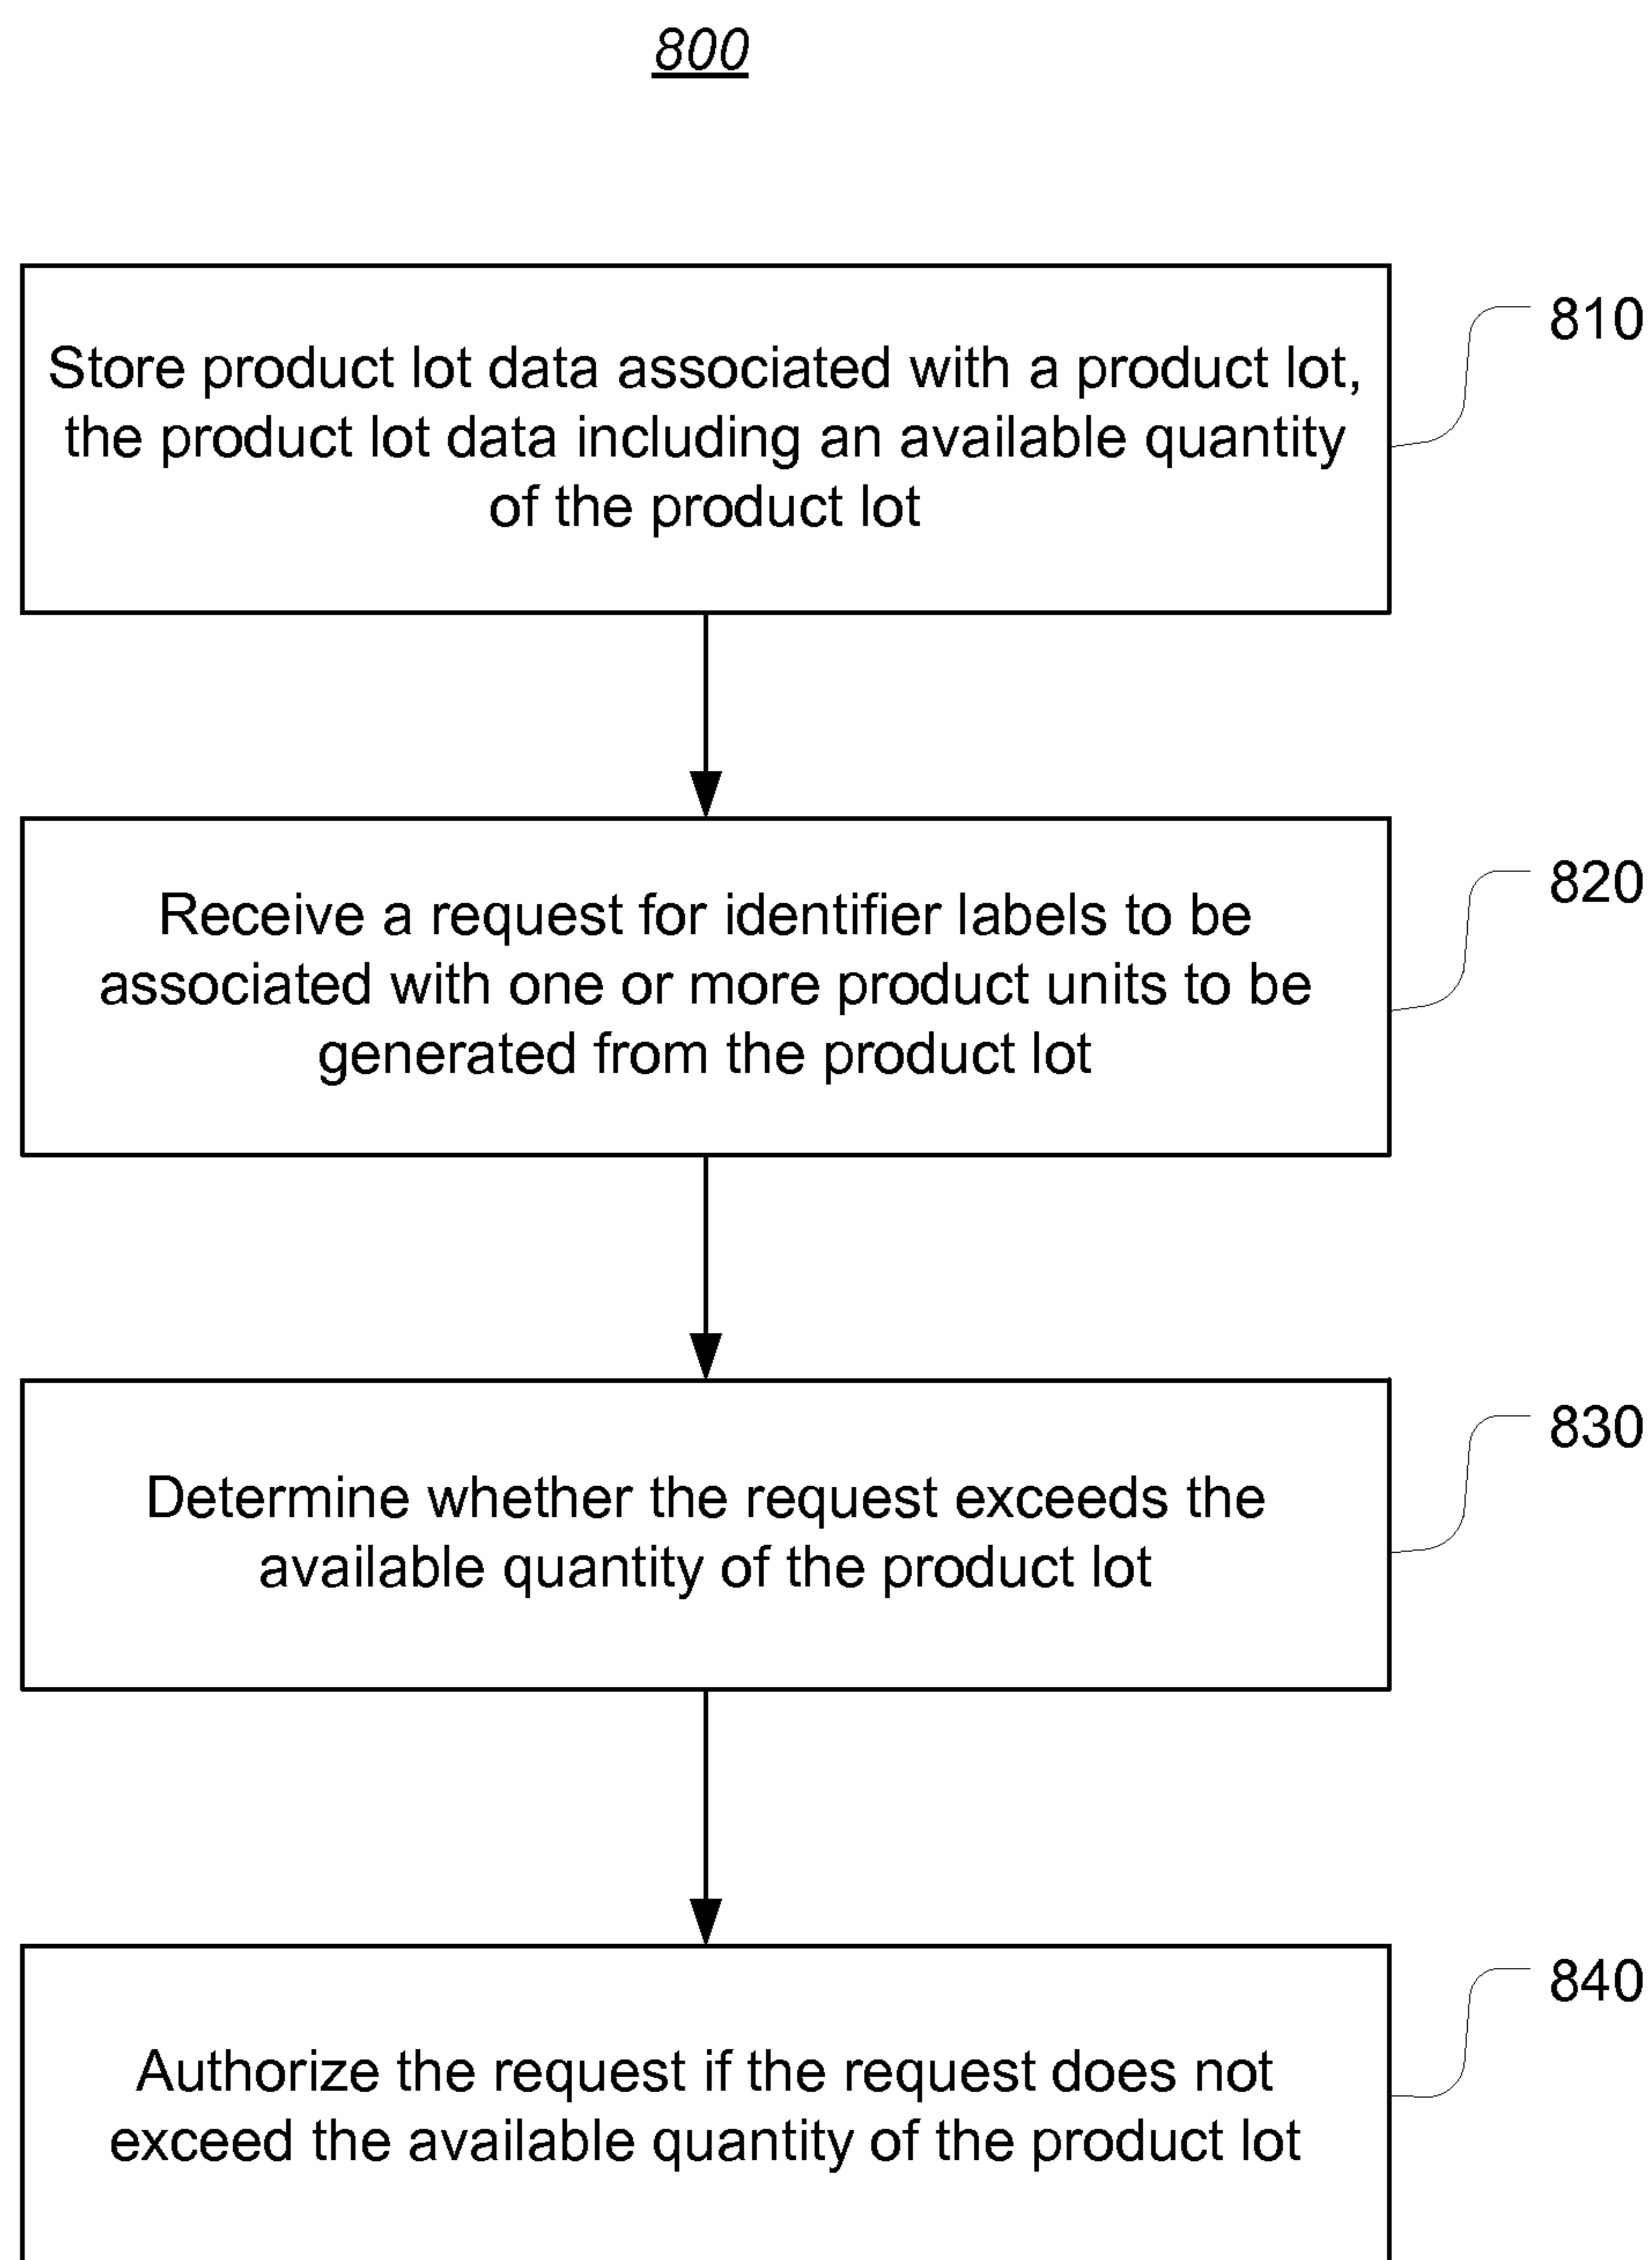 800
Store product lot data associated with a product lot,
the product lot data including an available quantity
of the product lot
810
Receive a request for identifier labels to be
associated with one or more product units to be
generated from the product lot
820
Determine whether the request exceeds the
available quantity of the product lot
830
Authorize the request if the request does not
exceed the available quantity of the product lot
840